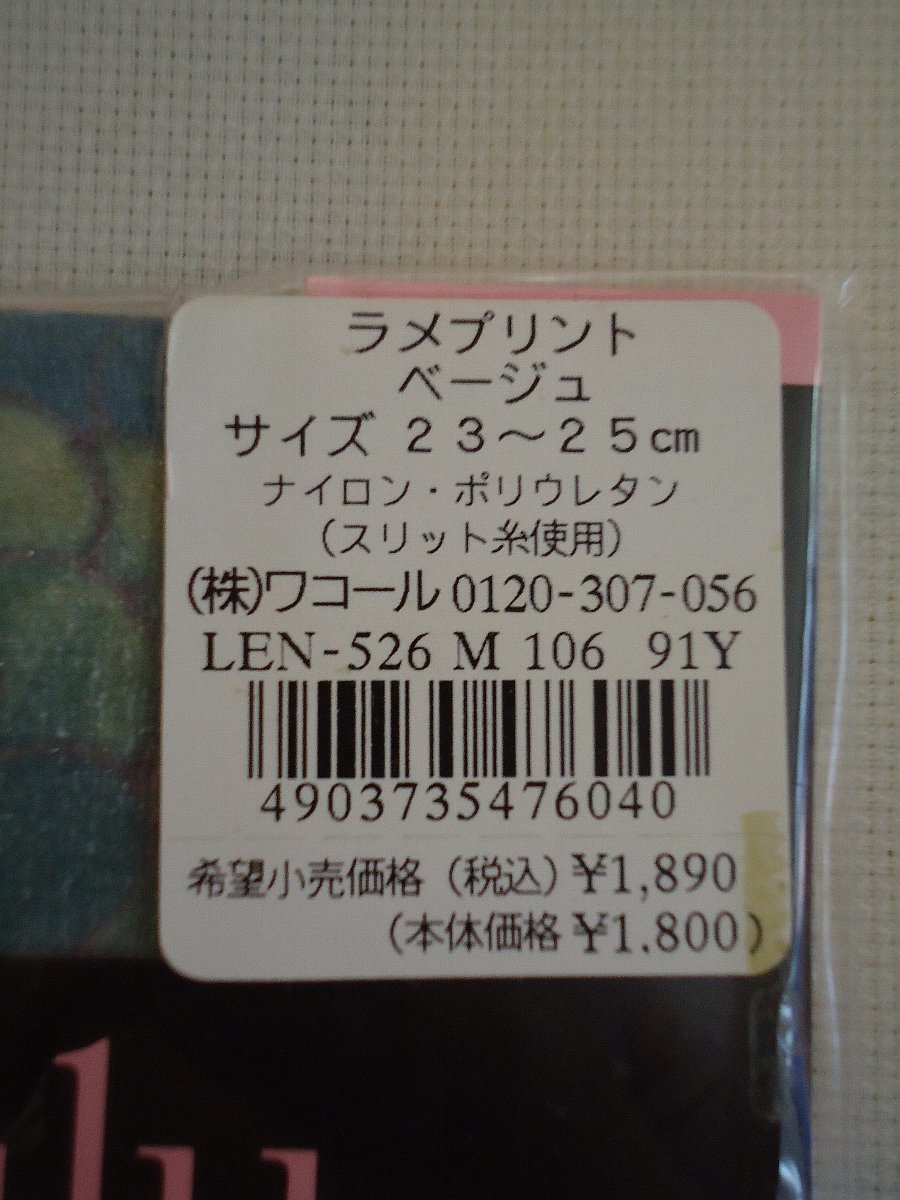 ラメプリント
ベージュ
サイズ 23～25cm
ナイロン・ポリウレタン
(スリット糸使用)
(株)ワコール 0120-307-056
LEN-526 M 106 91Y
4903735476040
希望小売価格 (税込) ¥1,890
(本体価格 ¥1.800)